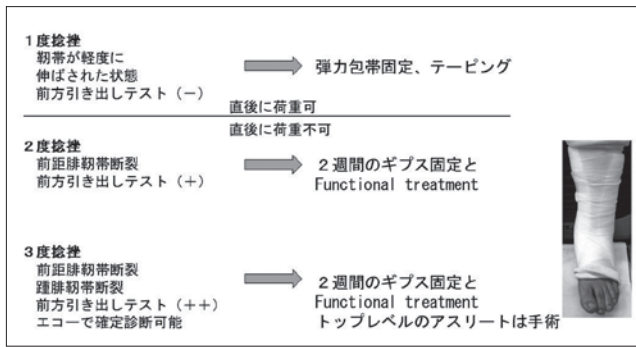 1度捻挫
靭帯が軽度に
伸ばされた状態
前方引き出しテスト（−）
弾力包帯固定、テーピング
直後に荷重可
直後に荷重不可
2度捻挫
前距腓靭帯断裂
前方引き出しテスト（+）
2週間のギプス固定と
Functional treatment
3度捻挫
前距腓靭帯断裂
踵腓靭帯断裂
前方引き出しテスト（++）
エコーで確定診断可能
2週間のギプス固定と
Functional treatment
トップレベルのアスリートは手術